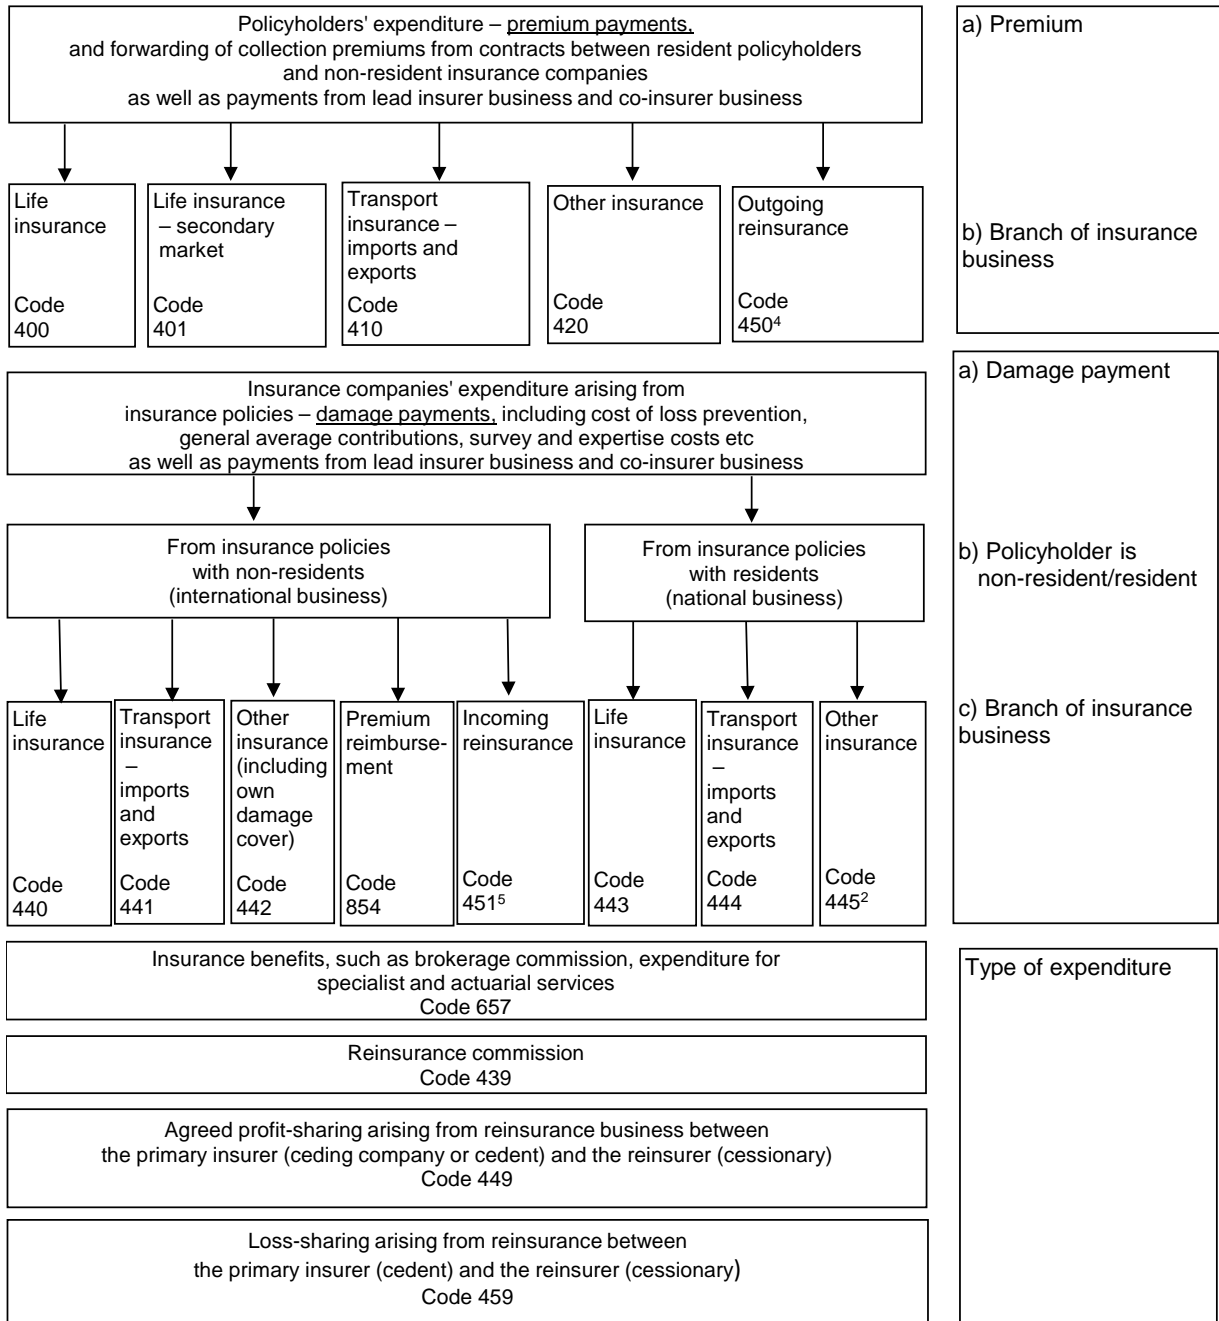 Policyholders' expenditure – premium payments,
and forwarding of collection premiums from contracts between resident policyholders
and non-resident insurance companies
as well as payments from lead insurer business and co-insurer business
a) Premium
b) Branch of insurance
business
Life
insurance
Code
400
Life insurance
– secondary
market
Code
401
Transport
insurance –
imports and
exports
Code
410
Other insurance
Code
420
Outgoing
reinsurance
Code
450⁴
Insurance companies' expenditure arising from
insurance policies – damage payments, including cost of loss prevention,
general average contributions, survey and expertise costs etc
as well as payments from lead insurer business and co-insurer business
a) Damage payment
b) Policyholder is
non-resident/resident
c) Branch of insurance
business
From insurance policies
with non-residents
(international business)
From insurance policies
with residents
(national business)
Life
insurance
Code
440
Transport
insurance
–
imports
and
exports
Code
441
Other
insurance
(including
own
damage
cover)
Code
442
Premium
reimburse-
ment
Code
854
Incoming
reinsurance
Code
451⁵
Life
insurance
Code
443
Transport
insurance
–
imports
and
exports
Code
444
Other
insurance
Code
445²
Insurance benefits, such as brokerage commission, expenditure for
specialist and actuarial services
Code 657
Type of expenditure
Reinsurance commission
Code 439
Agreed profit-sharing arising from reinsurance business between
the primary insurer (ceding company or cedent) and the reinsurer (cessionary)
Code 449
Loss-sharing arising from reinsurance between
the primary insurer (cedent) and the reinsurer (cessionary)
Code 459